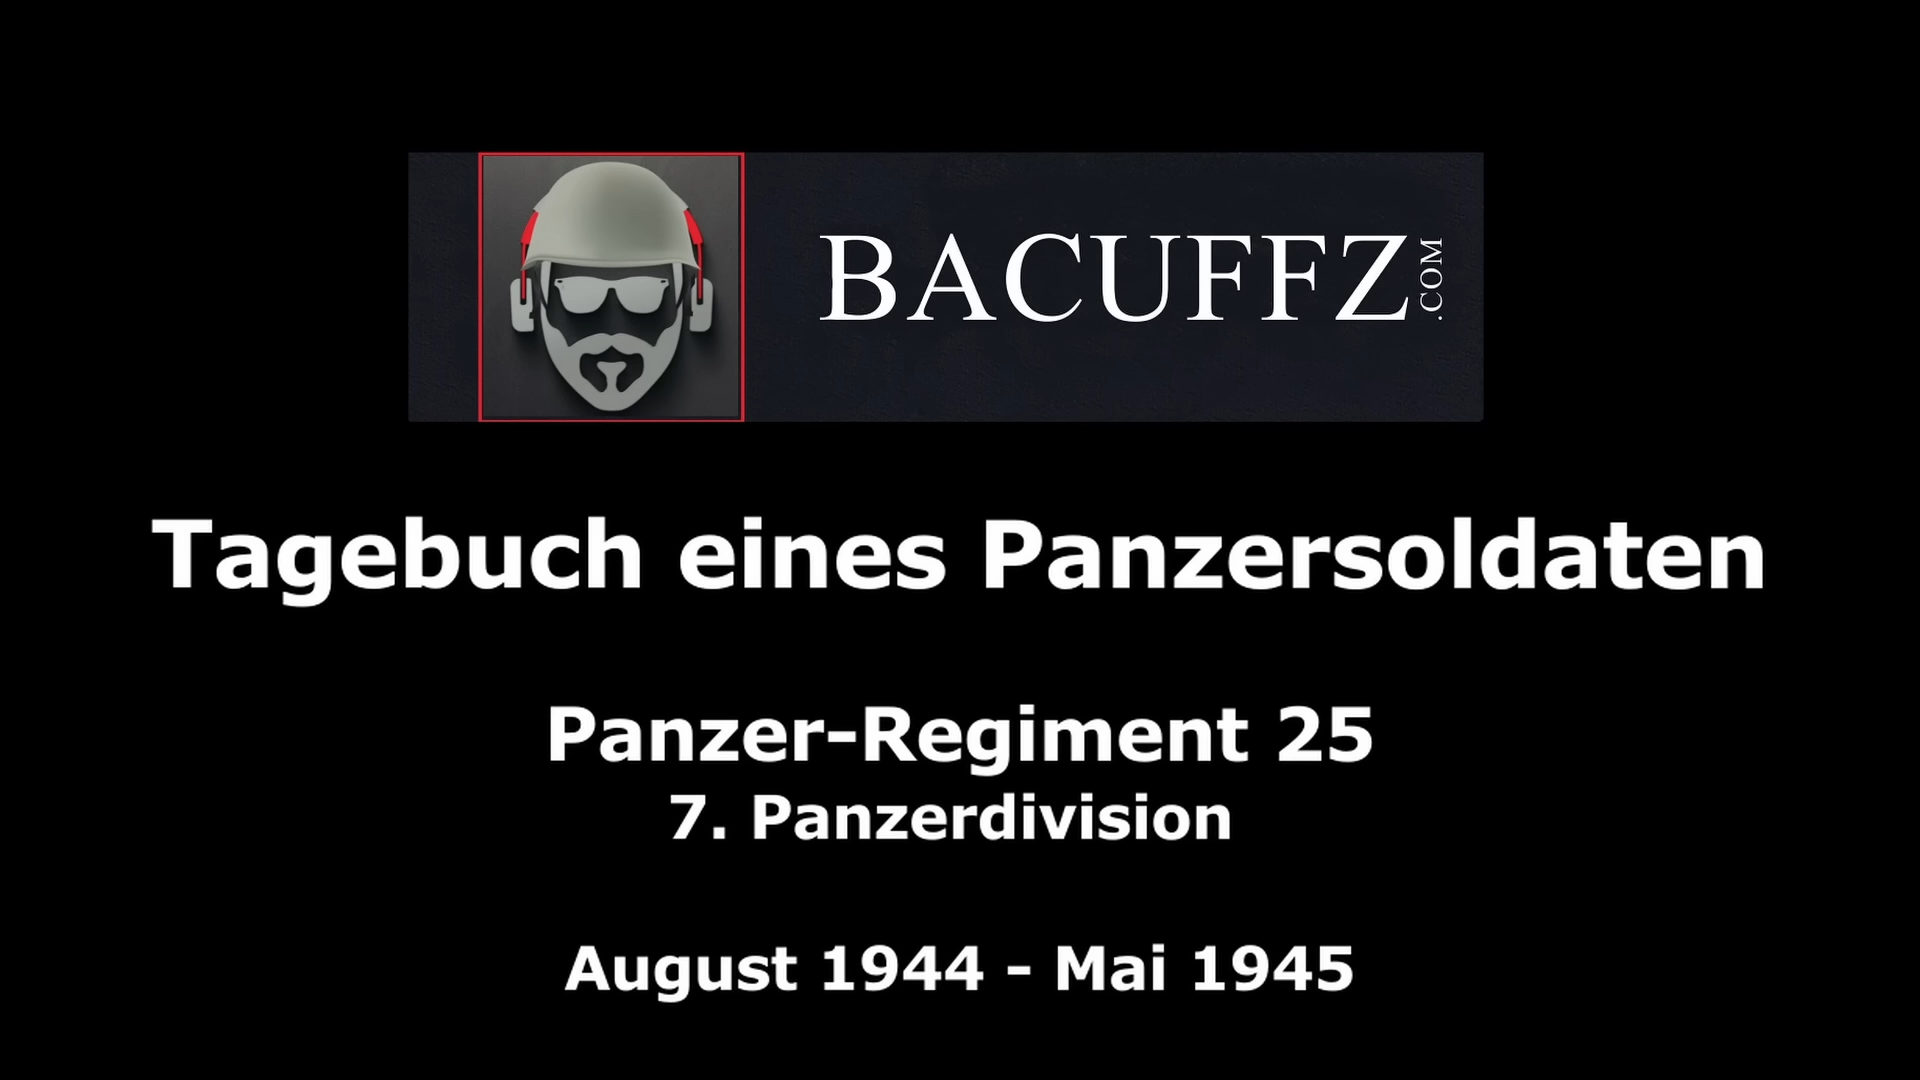 BACUFFZ.COM
Tagebuch eines Panzersoldaten
Panzer-Regiment 25
7. Panzerdivision
August 1944 - Mai 1945